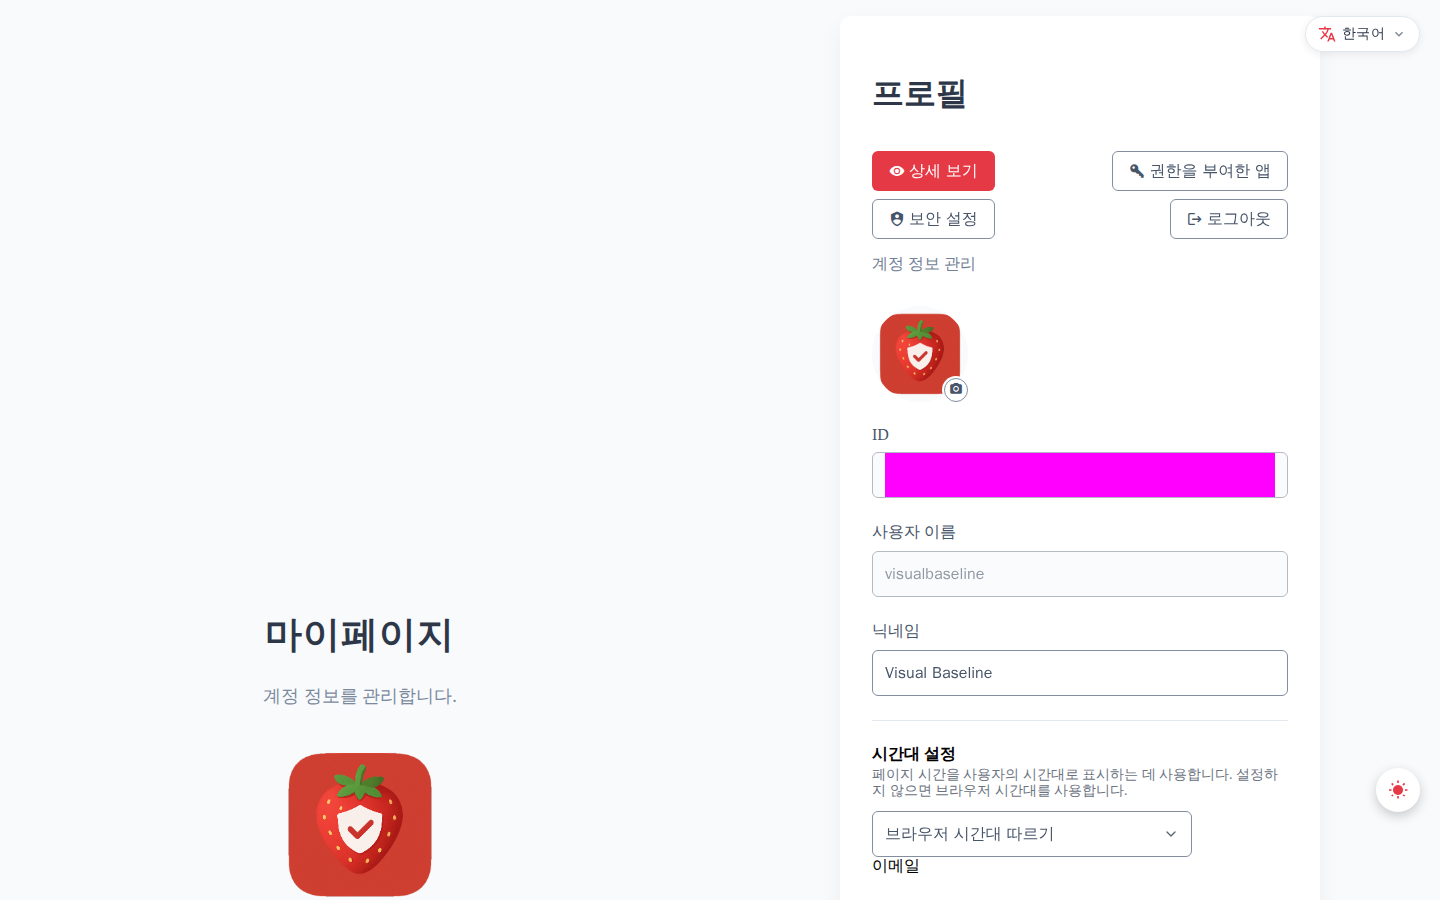 한국어
프로필
상세 보기
권한을 부여한 앱
보안 설정
로그아웃
계정 정보 관리
ID
사용자 이름
visualbaseline
닉네임
Visual Baseline
시간대 설정
페이지 시간을 사용자의 시간대로 표시하는 데 사용합니다. 설정하
지 않으면 브라우저 시간대를 사용합니다.
브라우저 시간대 따르기
이메일
마이페이지
계정 정보를 관리합니다.